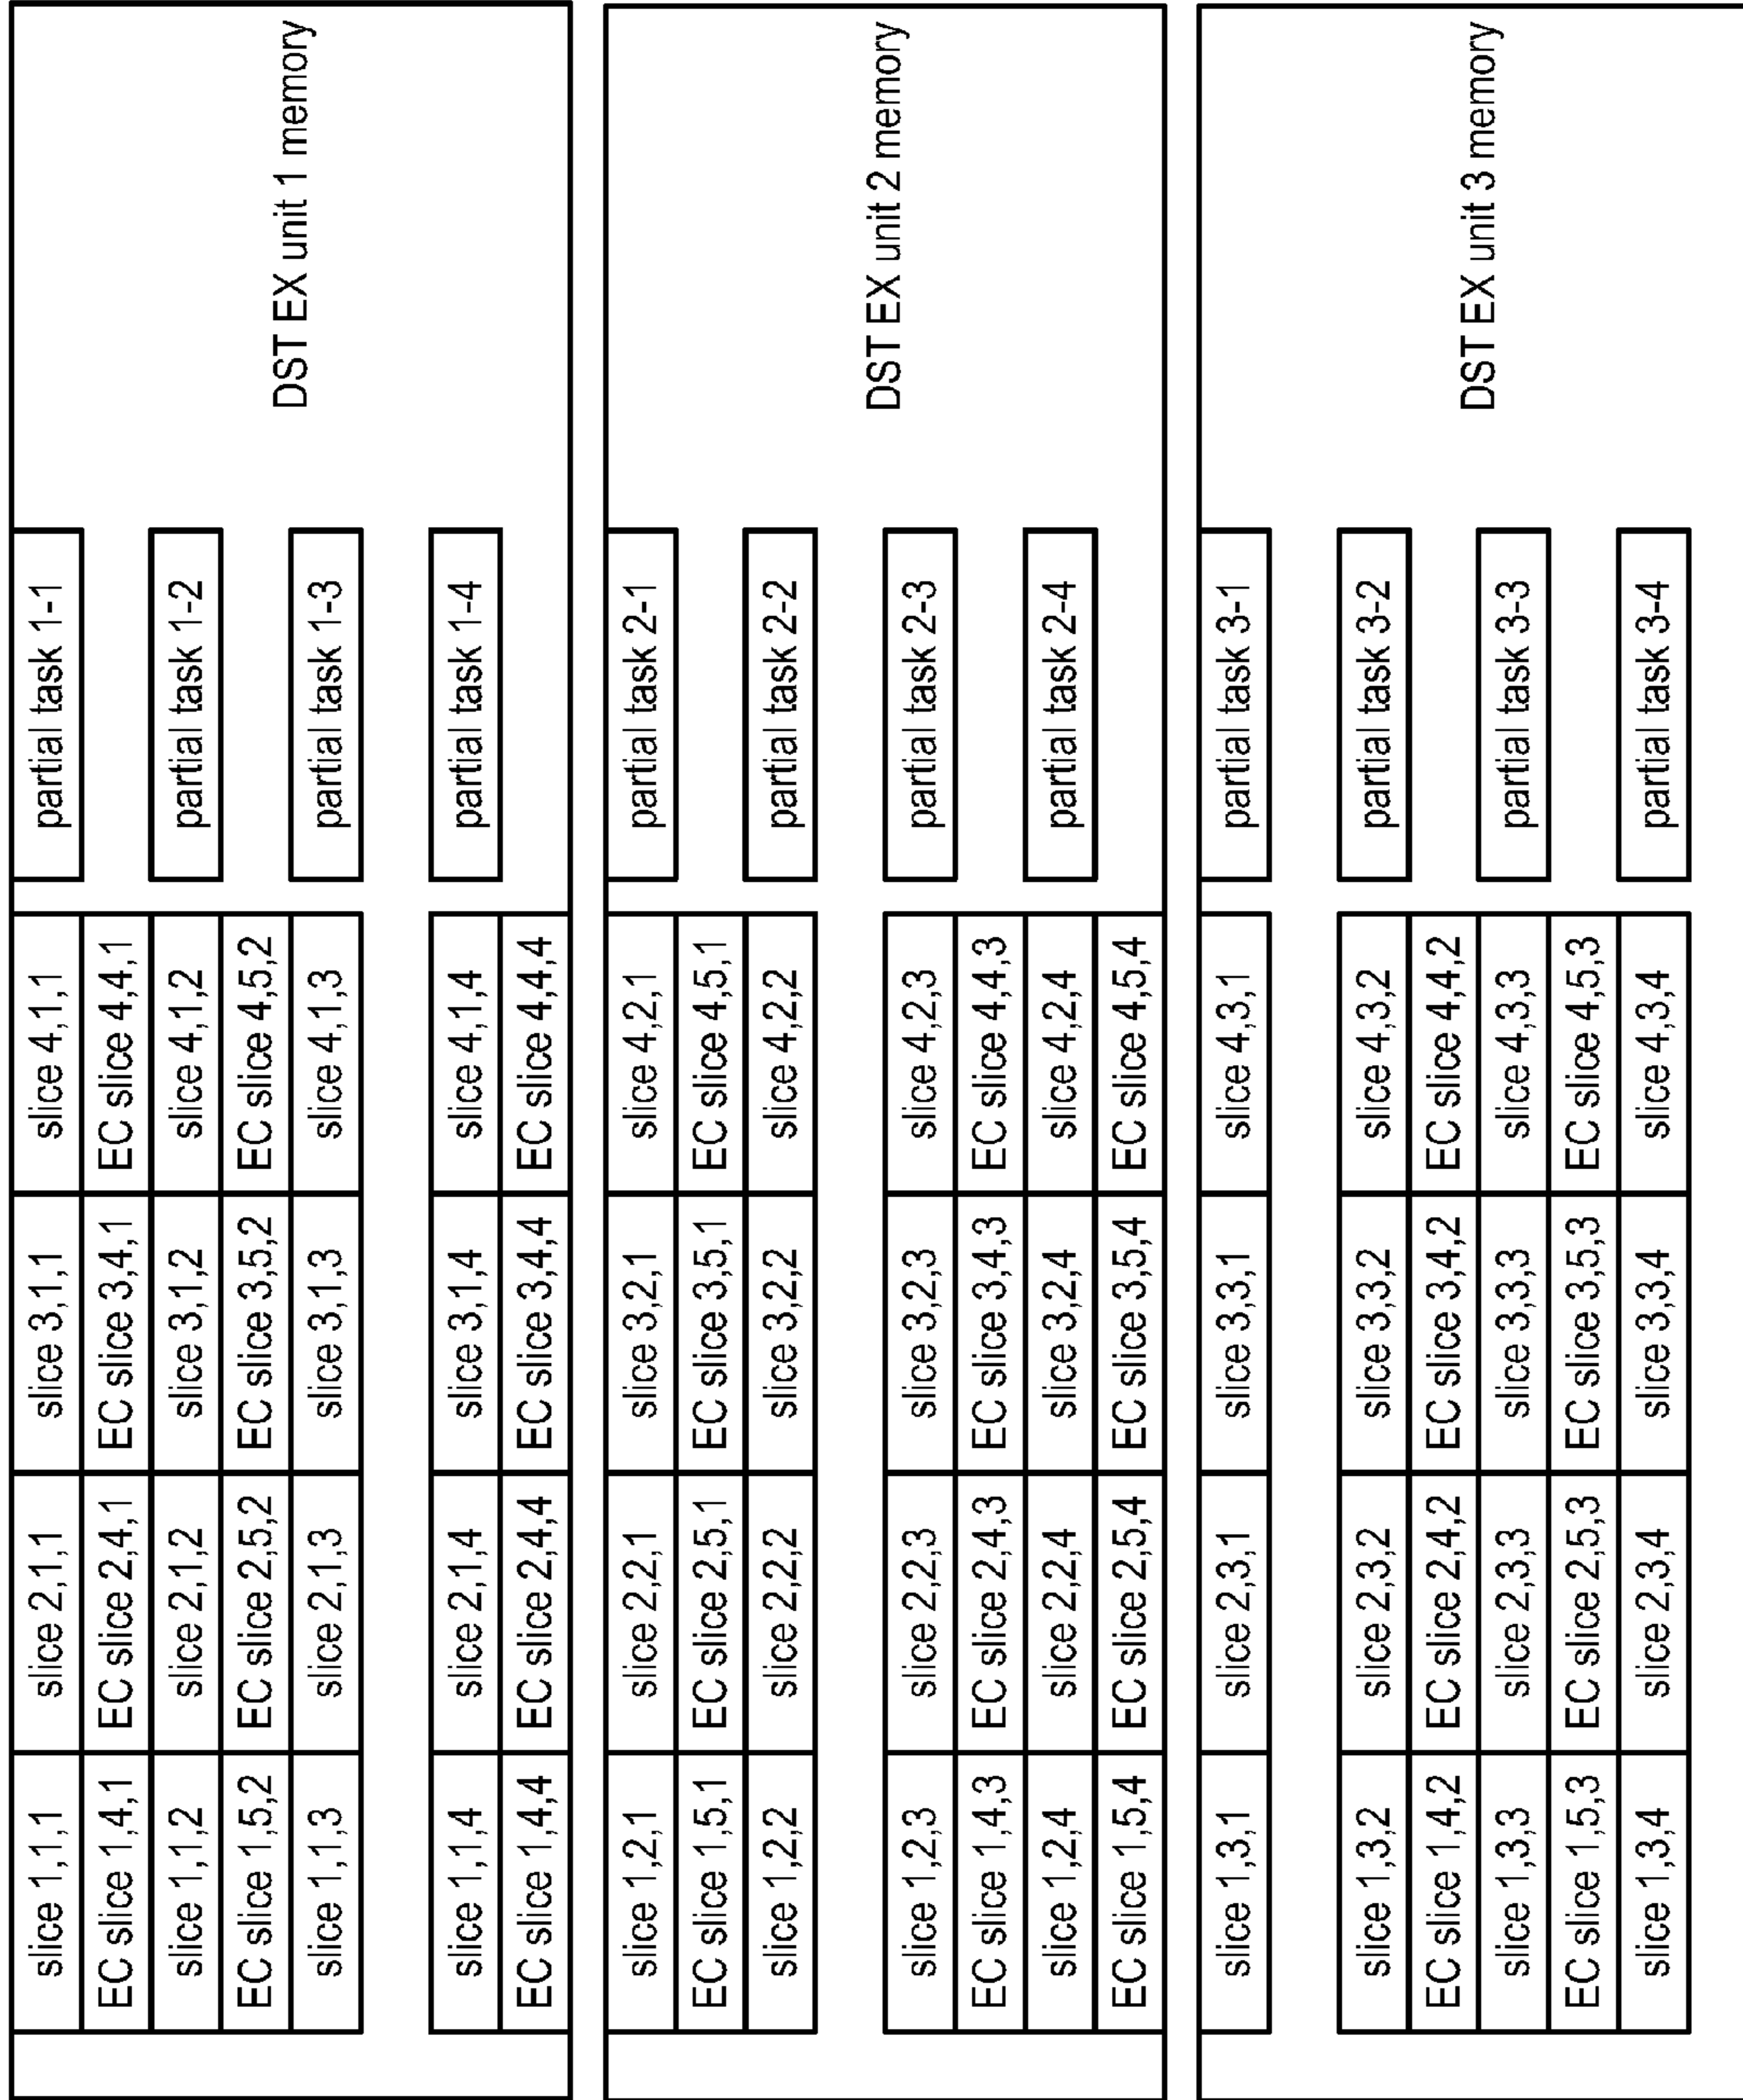 slice 1,1,1 slice 2,1,1 slice 3,1,1 slice 4,1,1 partial task 1-1
EC slice 1,4,1 EC slice 2,4,1 EC slice 3,4,1 EC slice 4,4,1
slice 1,1,2 slice 2,1,2 slice 3,1,2 slice 4,1,2 partial task 1-2
EC slice 1,5,2 EC slice 2,5,2 EC slice 3,5,2 EC slice 4,5,2
DST EX unit 1 memory
slice 1,1,3 slice 2,1,3 slice 3,1,3 slice 4,1,3 partial task 1-3
slice 1,1,4 slice 2,1,4 slice 3,1,4 slice 4,1,4 partial task 1-4
EC slice 1,4,4 EC slice 2,4,4 EC slice 3,4,4 EC slice 4,4,4
slice 1,2,1 slice 2,2,1 slice 3,2,1 slice 4,2,1 partial task 2-1
EC slice 1,5,1 EC slice 2,5,1 EC slice 3,5,1 EC slice 4,5,1
slice 1,2,2 slice 2,2,2 slice 3,2,2 slice 4,2,2 partial task 2-2
DST EX unit 2 memory
slice 1,2,3 slice 2,2,3 slice 3,2,3 slice 4,2,3 partial task 2-3
EC slice 1,4,3 EC slice 2,4,3 EC slice 3,4,3 EC slice 4,4,3
slice 1,2,4 slice 2,2,4 slice 3,2,4 slice 4,2,4 partial task 2-4
EC slice 1,5,4 EC slice 2,5,4 EC slice 3,5,4 EC slice 4,5,4
slice 1,3,1 slice 2,3,1 slice 3,3,1 slice 4,3,1 partial task 3-1
slice 1,3,2 slice 2,3,2 slice 3,3,2 slice 4,3,2 partial task 3-2
EC slice 1,4,2 EC slice 2,4,2 EC slice 3,4,2 EC slice 4,4,2
DST EX unit 3 memory
slice 1,3,3 slice 2,3,3 slice 3,3,3 slice 4,3,3 partial task 3-3
EC slice 1,5,3 EC slice 2,5,3 EC slice 3,5,3 EC slice 4,5,3
slice 1,3,4 slice 2,3,4 slice 3,3,4 slice 4,3,4 partial task 3-4